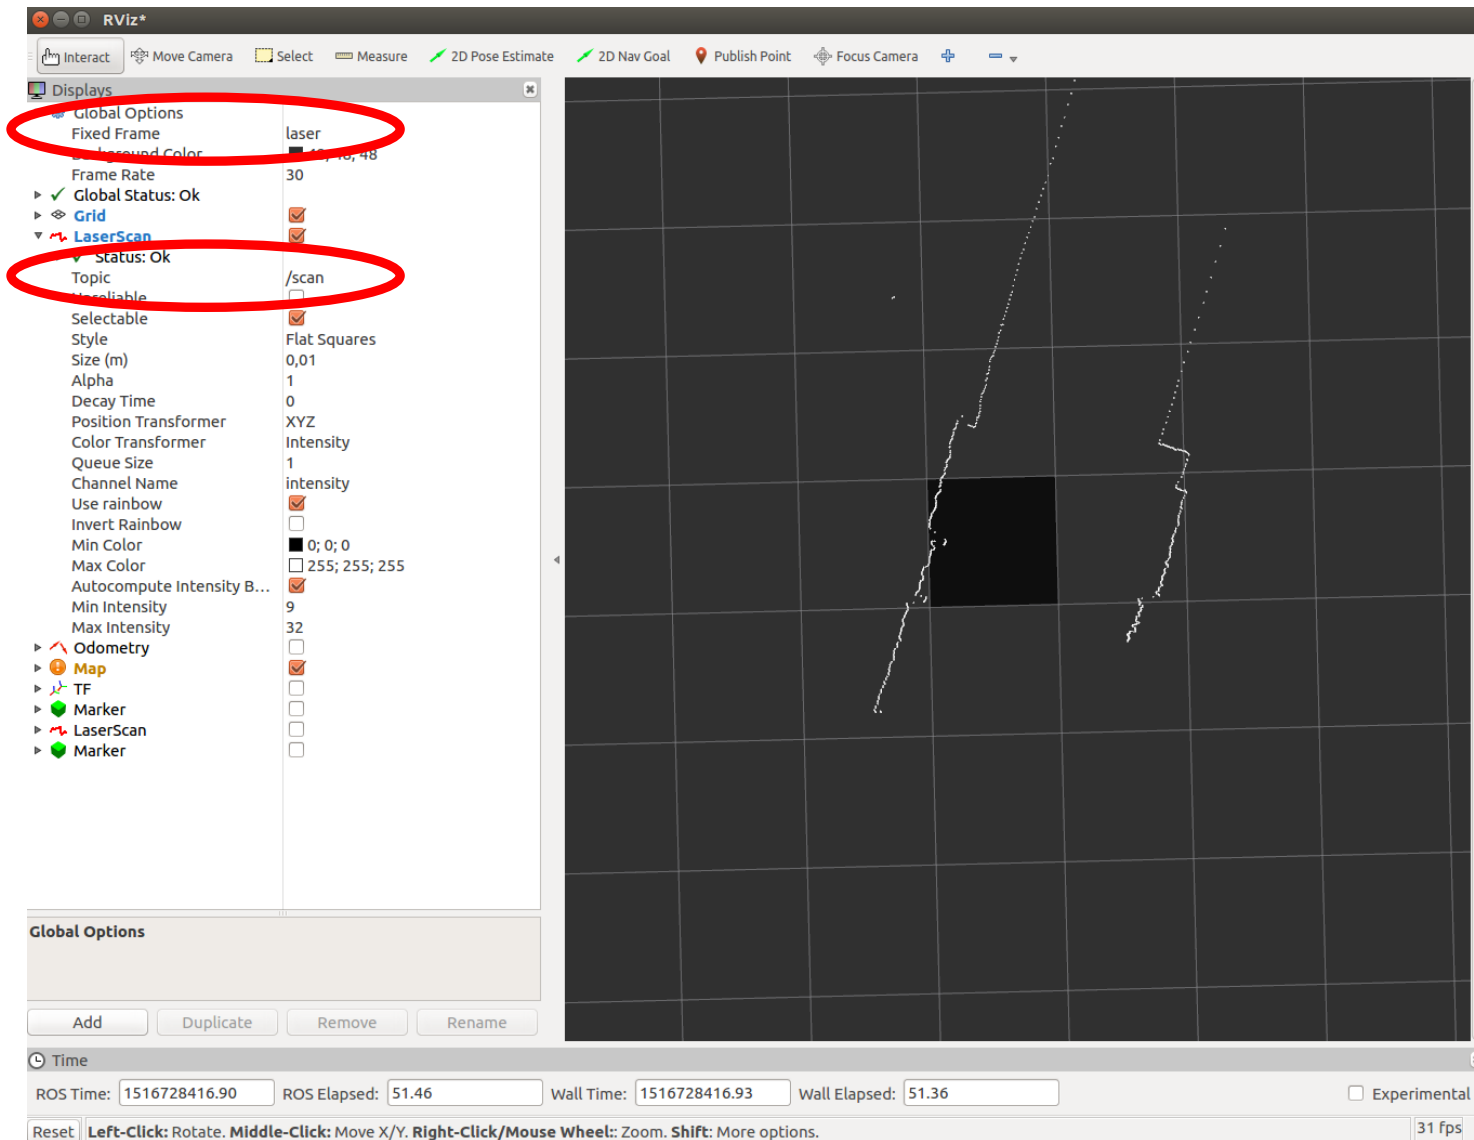 RViz*
Interact Move Camera Select Measure 2D Pose Estimate 2D Nav Goal Publish Point Focus Camera
Displays
Global Options
Fixed Frame laser
Background Color 48; 48; 48
Frame Rate 30
Global Status: Ok
Grid
LaserScan
Status: Ok
Topic /scan
Unreliable
Selectable
Style Flat Squares
Size (m) 0,01
Alpha 1
Decay Time 0
Position Transformer XYZ
Color Transformer Intensity
Queue Size 1
Channel Name intensity
Use rainbow
Invert Rainbow
Min Color 0; 0; 0
Max Color 255; 255; 255
Autocompute Intensity B...
Min Intensity 9
Max Intensity 32
Odometry
Map
TF
Marker
LaserScan
Marker
Global Options
Add Duplicate Remove Rename
Time
ROS Time: 1516728416.90 ROS Elapsed: 51.46 Wall Time: 1516728416.93 Wall Elapsed: 51.36 Experimental
Reset Left-Click: Rotate. Middle-Click: Move X/Y. Right-Click/Mouse Wheel:: Zoom. Shift: More options. 31 fps